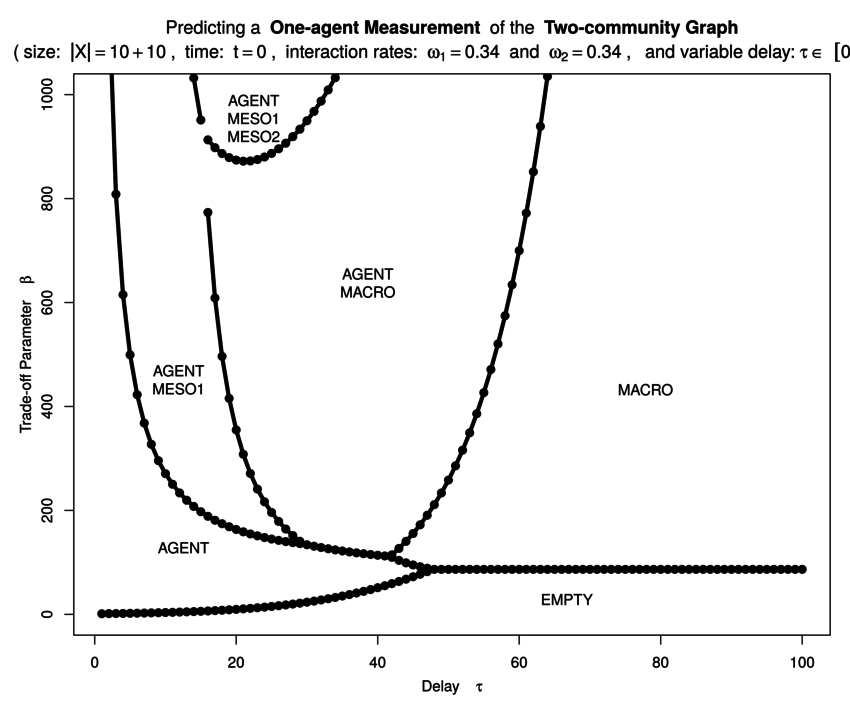 Predicting a One-agent Measurement of the Two-community Graph
( size: |X| = 10 + 10 , time: t = 0 , interaction rates: ω₁ = 0.34 and ω₂ = 0.34 , and variable delay: τ ∈ [0
AGENT
MESO1
MESO2
AGENT
MACRO
AGENT
MESO1
MACRO
AGENT
EMPTY
Trade-off Parameter β
0
200
400
600
800
1000
0 20 40 60 80 100
Delay τ